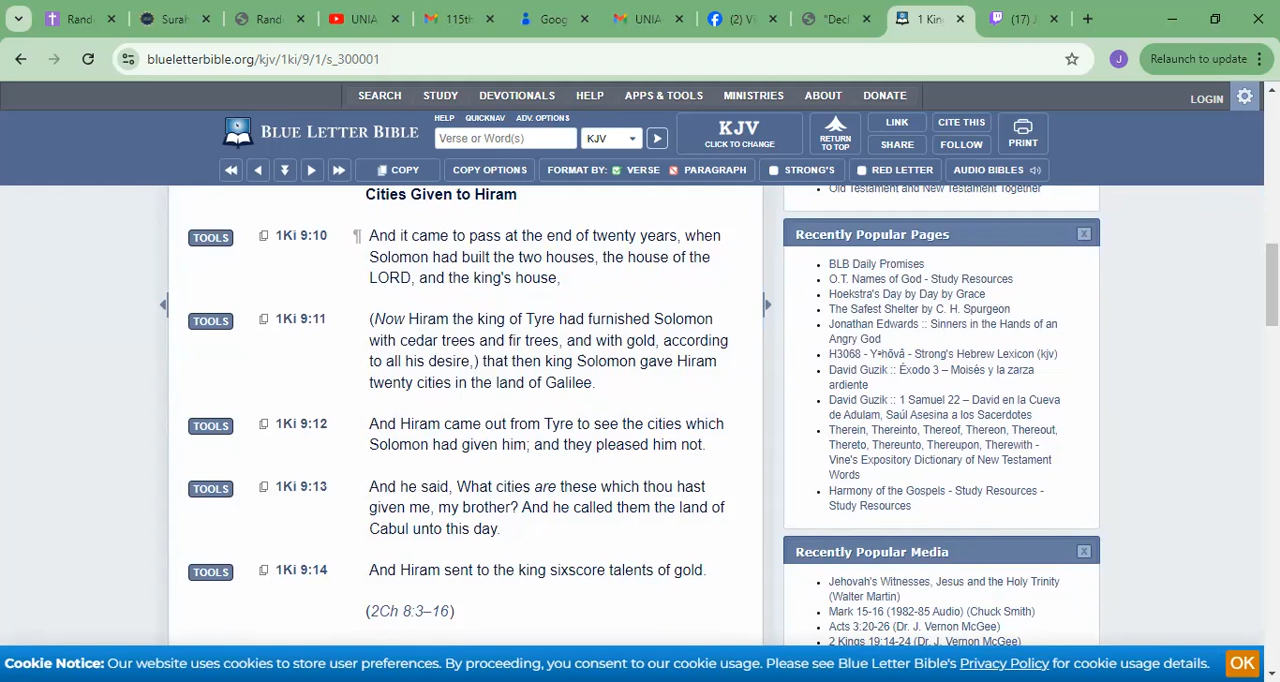 Rando
Surah
Rando
UNIA
115th
Goog
UNIA
(2) Vi
"Decl
1 Kin
(17) J
blueletterbible.org/kjv/1ki/9/1/s_300001
J
Relaunch to update
SEARCH STUDY DEVOTIONALS HELP APPS & TOOLS MINISTRIES ABOUT DONATE
LOGIN
BLUE LETTER BIBLE
HELP QUICKNAV ADV. OPTIONS
Verse or Word(s)
KJV
KJV
CLICK TO CHANGE
RETURN
TO TOP
LINK
CITE THIS
SHARE
FOLLOW
PRINT
COPY
COPY OPTIONS
FORMAT BY: VERSE PARAGRAPH
STRONG'S
RED LETTER
AUDIO BIBLES
Cities Given to Hiram
TOOLS
1Ki 9:10
¶ And it came to pass at the end of twenty years, when
Solomon had built the two houses, the house of the
LORD, and the king's house,
TOOLS
1Ki 9:11
(Now Hiram the king of Tyre had furnished Solomon
with cedar trees and fir trees, and with gold, according
to all his desire,) that then king Solomon gave Hiram
twenty cities in the land of Galilee.
TOOLS
1Ki 9:12
And Hiram came out from Tyre to see the cities which
Solomon had given him; and they pleased him not.
TOOLS
1Ki 9:13
And he said, What cities are these which thou hast
given me, my brother? And he called them the land of
Cabul unto this day.
TOOLS
1Ki 9:14
And Hiram sent to the king sixscore talents of gold.
(2Ch 8:3–16)
Old Testament and New Testament Together
Recently Popular Pages
X
BLB Daily Promises
O.T. Names of God - Study Resources
Hoekstra's Day by Day by Grace
The Safest Shelter by C. H. Spurgeon
Jonathan Edwards :: Sinners in the Hands of an
Angry God
H3068 - Yᵊhōvâ - Strong's Hebrew Lexicon (kjv)
David Guzik :: Éxodo 3 – Moisés y la zarza
ardiente
David Guzik :: 1 Samuel 22 – David en la Cueva
de Adulam, Saúl Asesina a los Sacerdotes
Therein, Thereinto, Thereof, Thereon, Thereout,
Thereto, Thereunto, Thereupon, Therewith -
Vine's Expository Dictionary of New Testament
Words
Harmony of the Gospels - Study Resources -
Study Resources
Recently Popular Media
X
Jehovah's Witnesses, Jesus and the Holy Trinity
(Walter Martin)
Mark 15-16 (1982-85 Audio) (Chuck Smith)
Acts 3:20-26 (Dr. J. Vernon McGee)
2 Kings 19:14-24 (Dr. J. Vernon McGee)
Cookie Notice: Our website uses cookies to store user preferences. By proceeding, you consent to our cookie usage. Please see Blue Letter Bible's Privacy Policy for cookie usage details.
OK